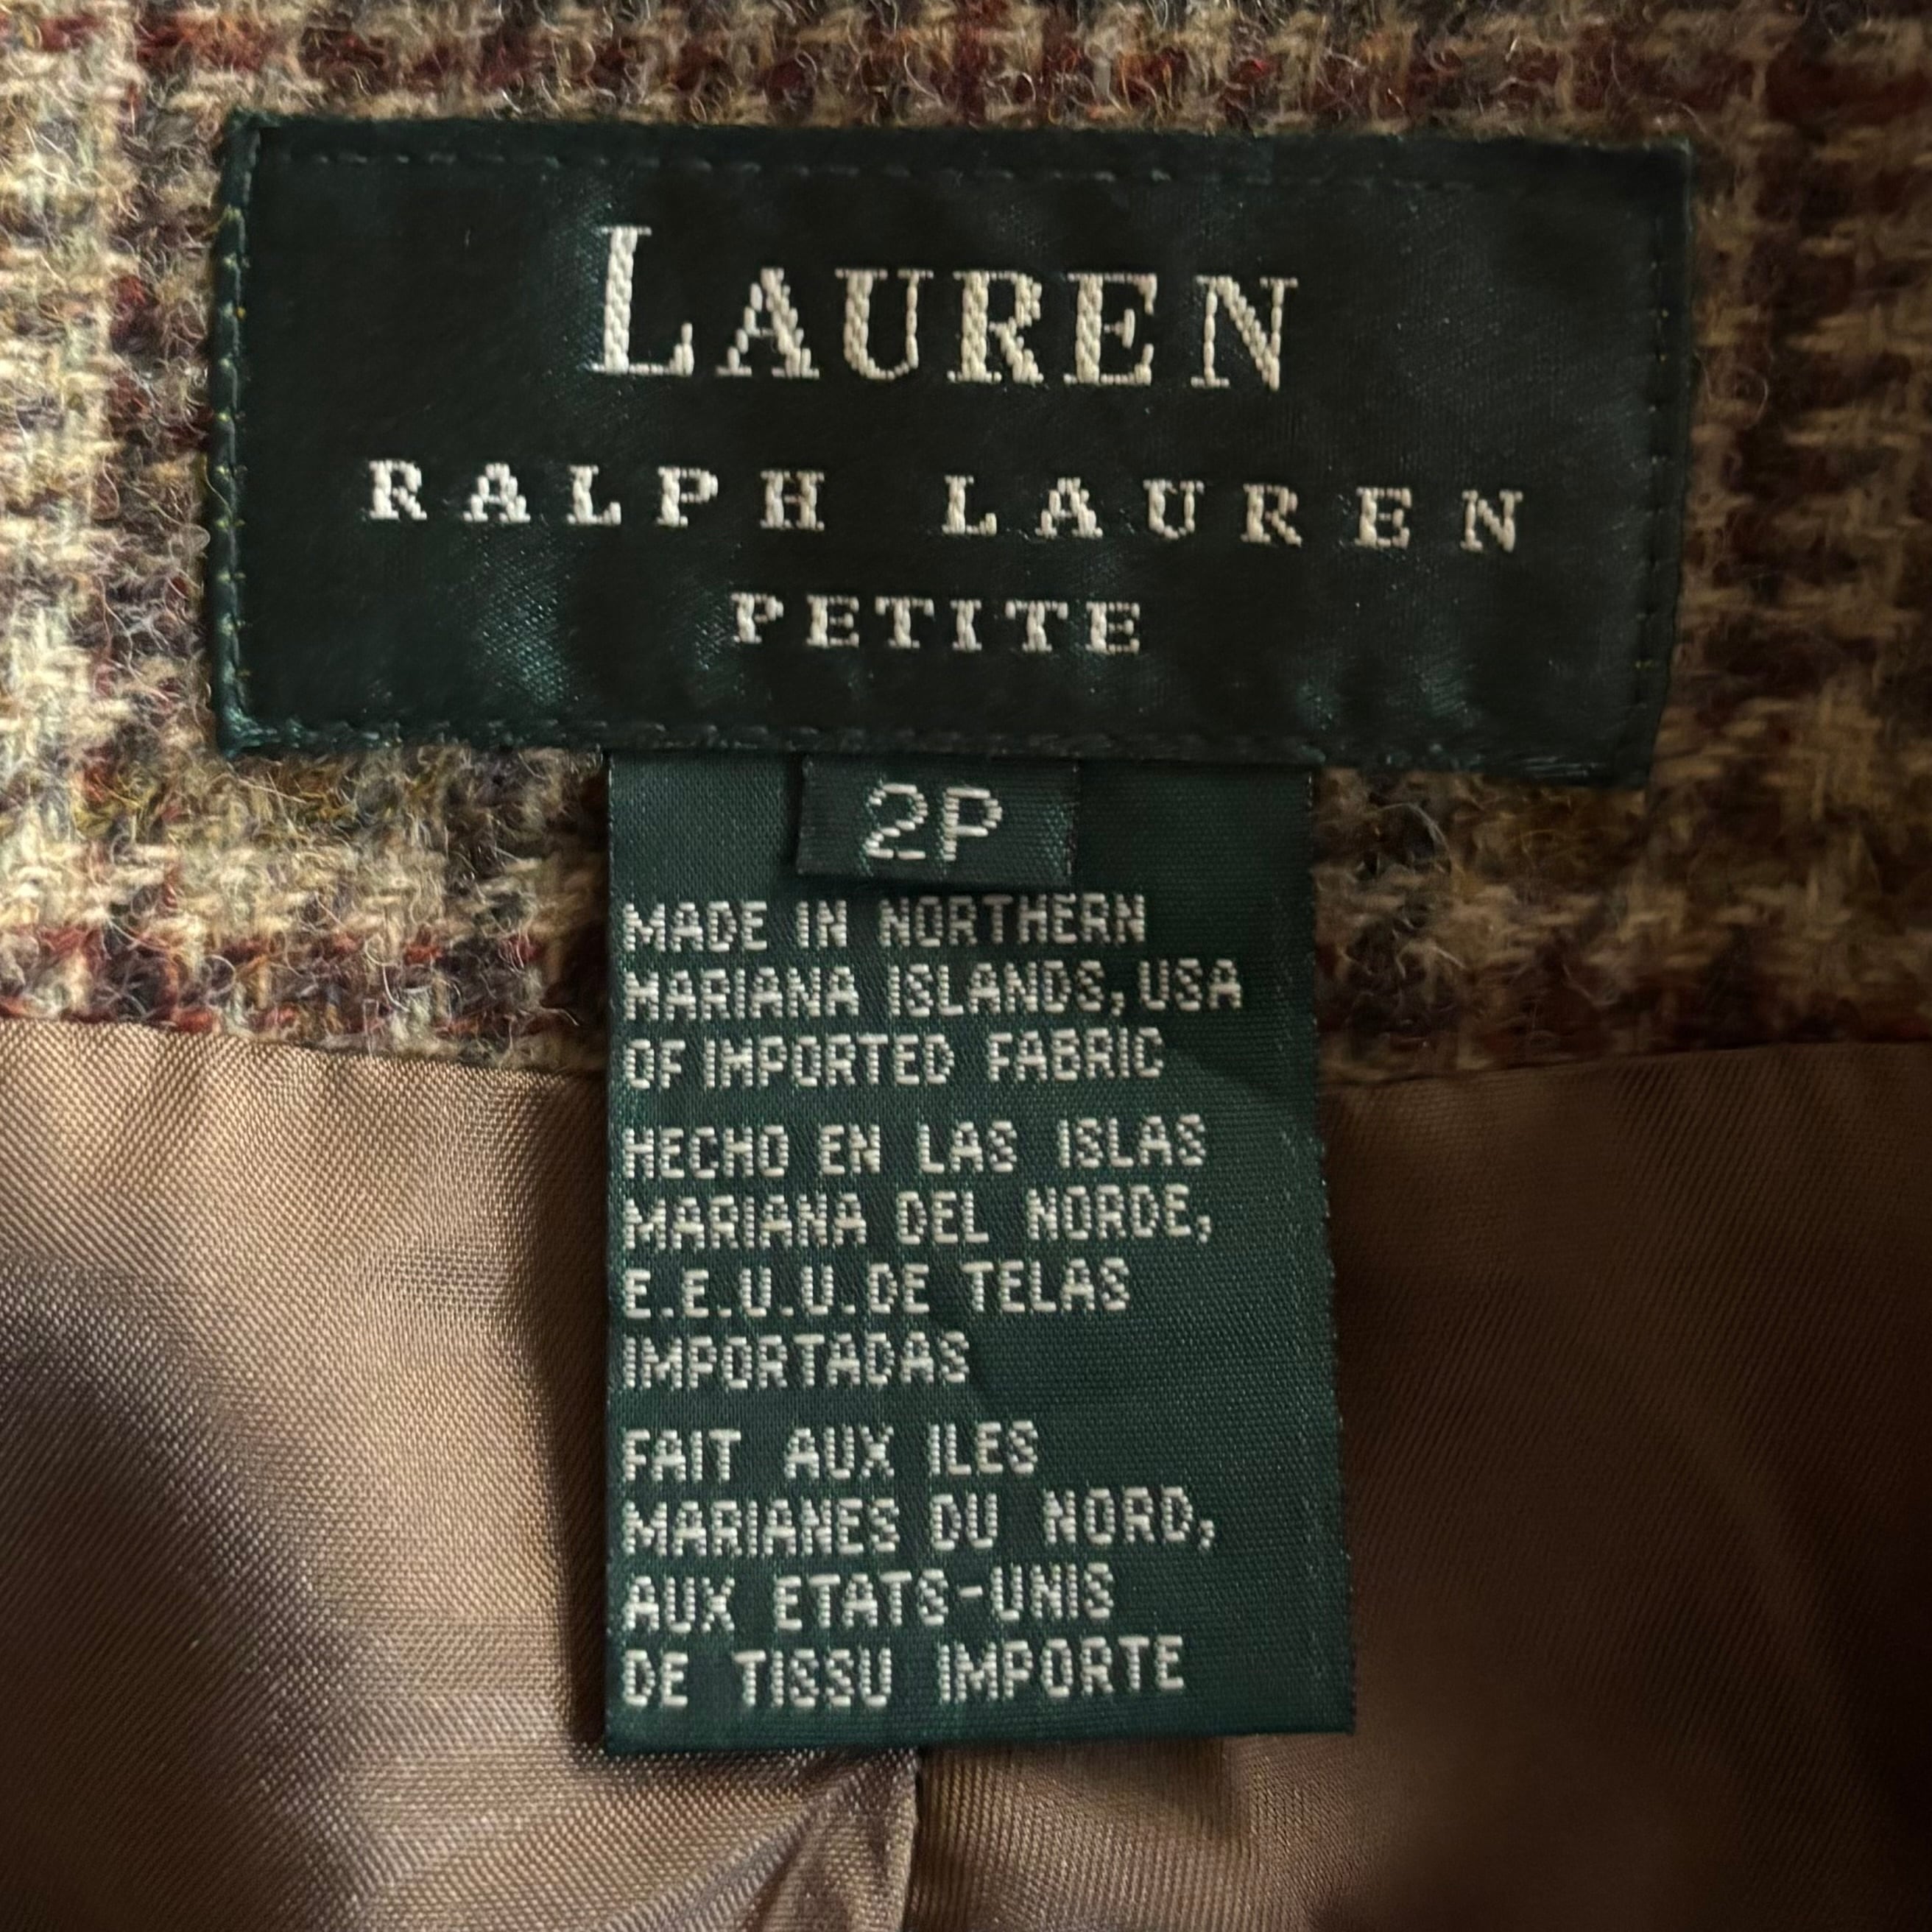 LAUREN
RALPH LAUREN
PETITE
2P
MADE IN NORTHERN
MARIANA ISLANDS, USA
OF IMPORTED FABRIC
HECHO EN LAS ISLAS
MARIANA DEL NORDE,
E.E.U.U. DE TELAS
IMPORTADAS
FAIT AUX ILES
MARIANES DU NORD,
AUX ETATS-UNIS
DE TISSU IMPORTE